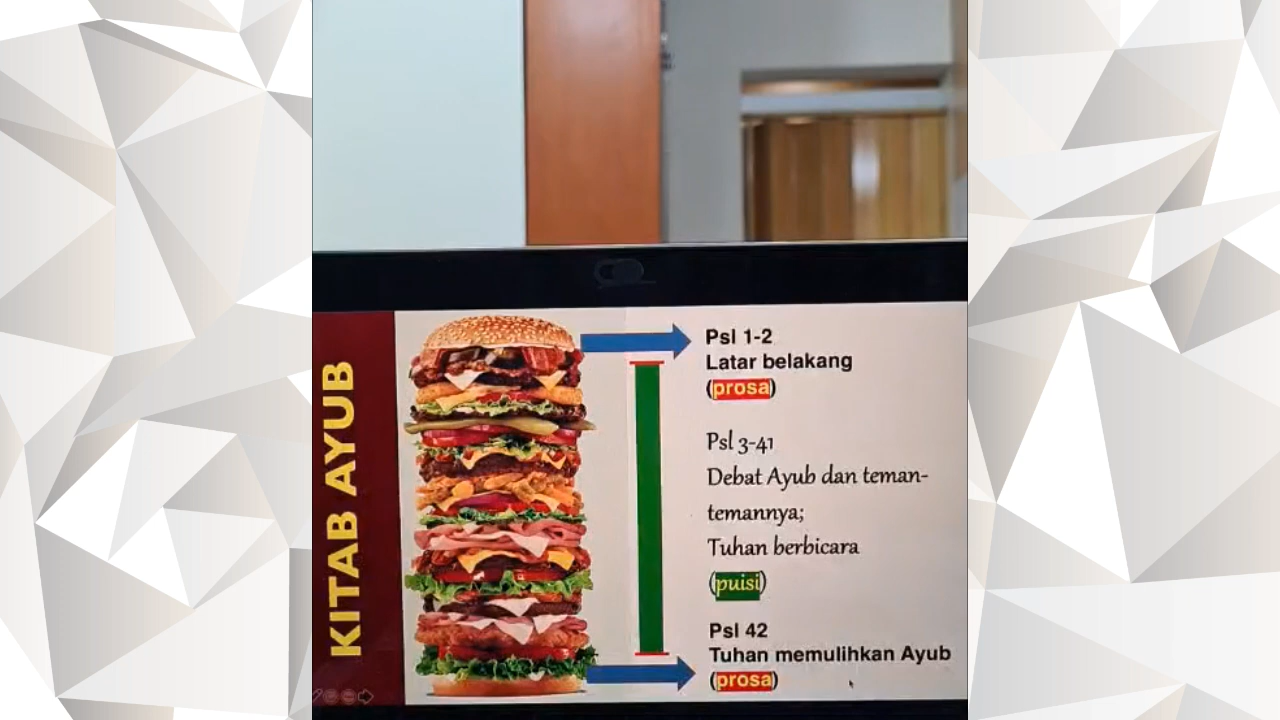 KITAB AYUB
Psl 1-2
Latar belakang
(prosa)
Psl 3-41
Debat Ayub dan teman-
temannya;
Tuhan berbicara
(puisi)
Psl 42
Tuhan memulihkan Ayub
(prosa)